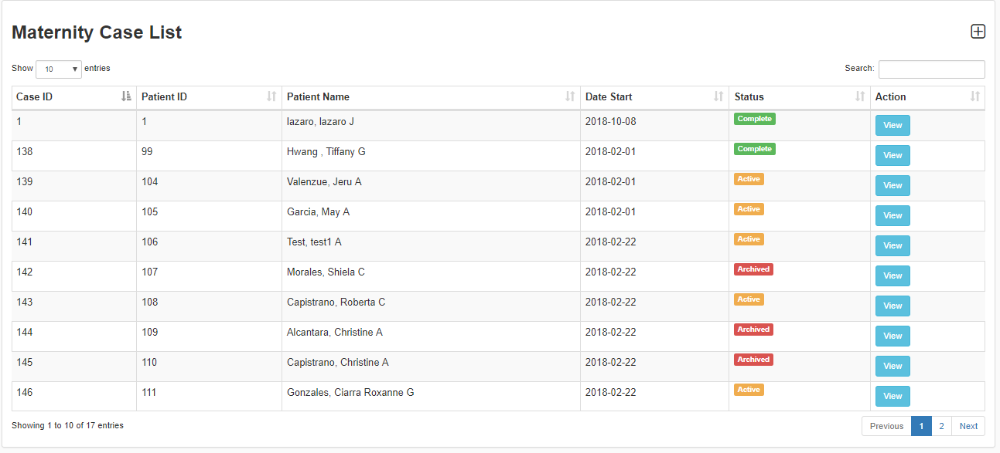 Maternity Case List
Show 10 entries Search:
Case ID Patient ID Patient Name Date Start Status Action
1 1 lazaro, lazaro J 2018-10-08 Complete View
138 99 Hwang , Tiffany G 2018-02-01 Complete View
139 104 Valenzue, Jeru A 2018-02-01 Active View
140 105 Garcia, May A 2018-02-01 Active View
141 106 Test, test1 A 2018-02-22 Active View
142 107 Morales, Shiela C 2018-02-22 Archived View
143 108 Capistrano, Roberta C 2018-02-22 Active View
144 109 Alcantara, Christine A 2018-02-22 Archived View
145 110 Capistrano, Christine A 2018-02-22 Archived View
146 111 Gonzales, Ciarra Roxanne G 2018-02-22 Active View
Showing 1 to 10 of 17 entries Previous 1 2 Next